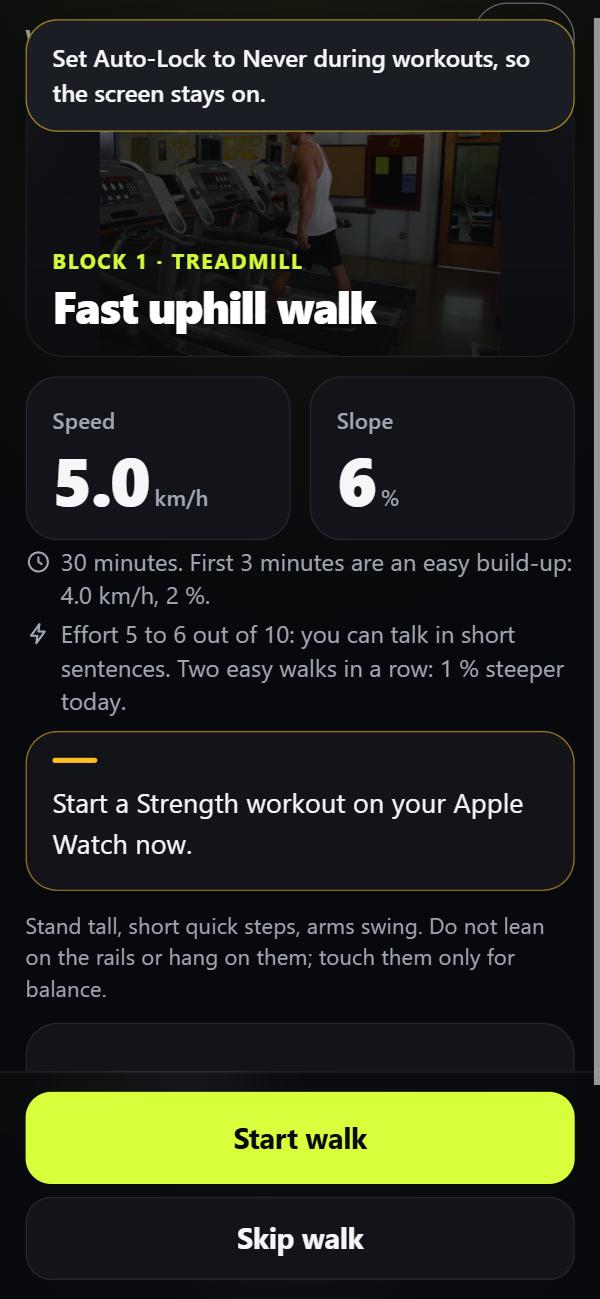 Set Auto-Lock to Never during workouts, so
the screen stays on.
BLOCK 1 · TREADMILL
Fast uphill walk
Speed
5.0 km/h
Slope
6 %
30 minutes. First 3 minutes are an easy build-up:
4.0 km/h, 2 %.
Effort 5 to 6 out of 10: you can talk in short
sentences. Two easy walks in a row: 1 % steeper
today.
Start a Strength workout on your Apple
Watch now.
Stand tall, short quick steps, arms swing. Do not lean
on the rails or hang on them; touch them only for
balance.
Start walk
Skip walk